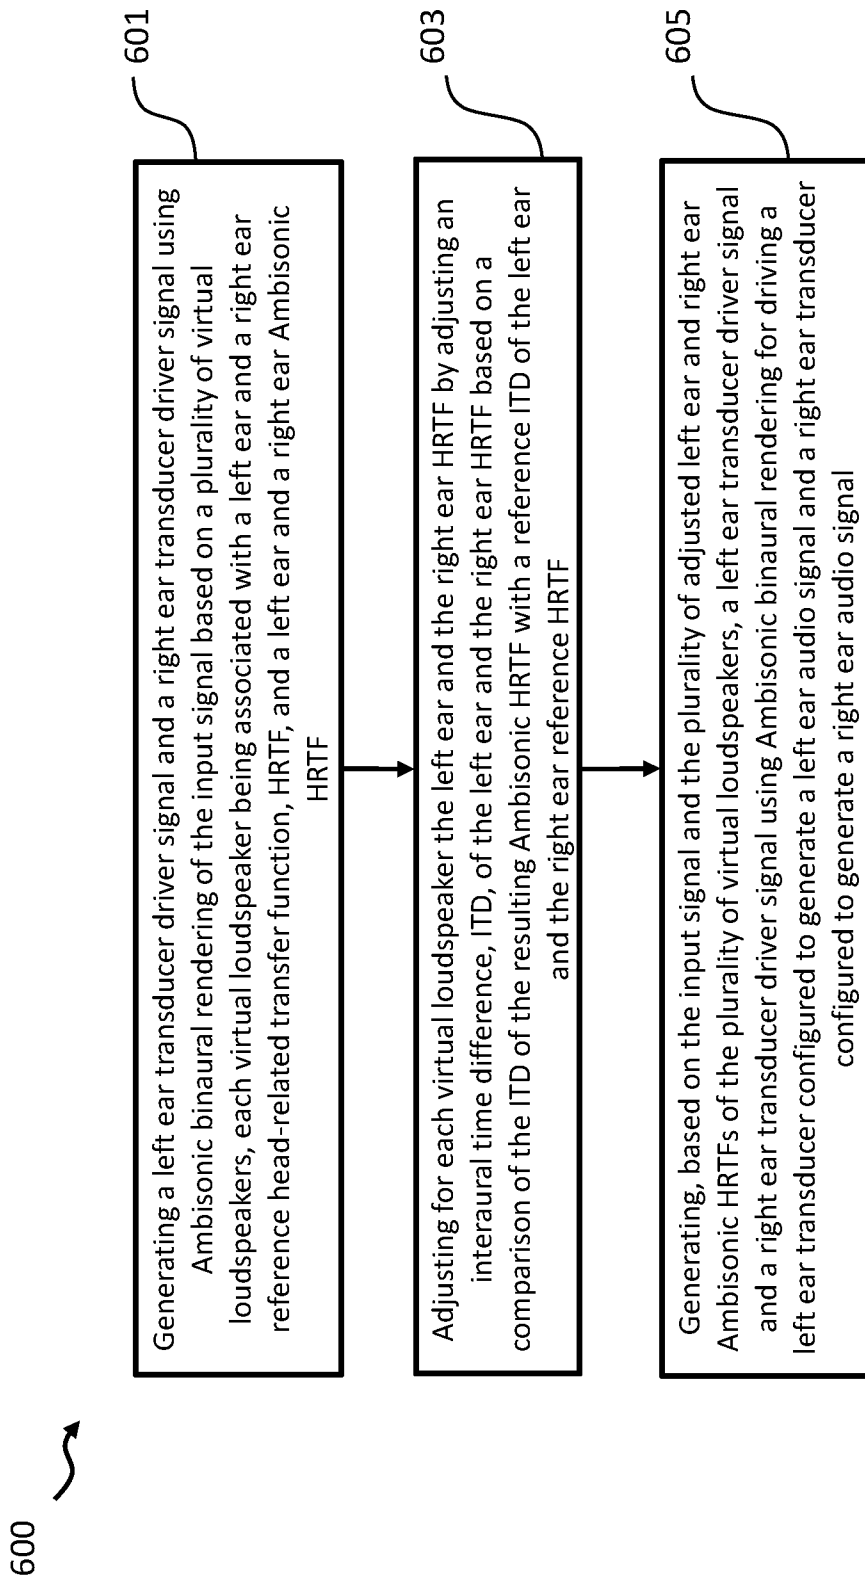 600
601
Generating a left ear transducer driver signal and a right ear transducer driver signal using
Ambisonic binaural rendering of the input signal based on a plurality of virtual
loudspeakers, each virtual loudspeaker being associated with a left ear and a right ear
reference head-related transfer function, HRTF, and a left ear and a right ear Ambisonic
HRTF
603
Adjusting for each virtual loudspeaker the left ear and the right ear HRTF by adjusting an
interaural time difference, ITD, of the left ear and the right ear HRTF based on a
comparison of the ITD of the resulting Ambisonic HRTF with a reference ITD of the left ear
and the right ear reference HRTF
605
Generating, based on the input signal and the plurality of adjusted left ear and right ear
Ambisonic HRTFs of the plurality of virtual loudspeakers, a left ear transducer driver signal
and a right ear transducer driver signal using Ambisonic binaural rendering for driving a
left ear transducer configured to generate a left ear audio signal and a right ear transducer
configured to generate a right ear audio signal